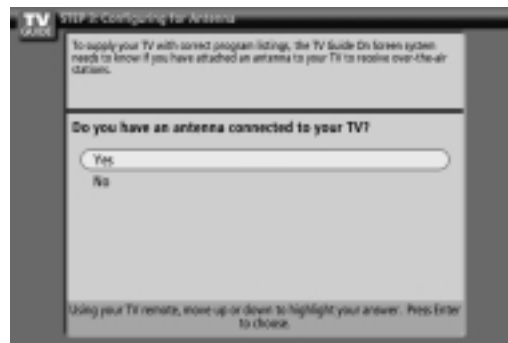 TV
GUIDE
STEP 2: Configuring for Antenna
To supply your TV with correct program listings, the TV Guide On Screen system
needs to know if you have attached an antenna to your TV to receive over-the-air
stations.
Do you have an antenna connected to your TV?
Yes
No
Using your TV remote, move up or down to highlight your answer. Press Enter
to choose.